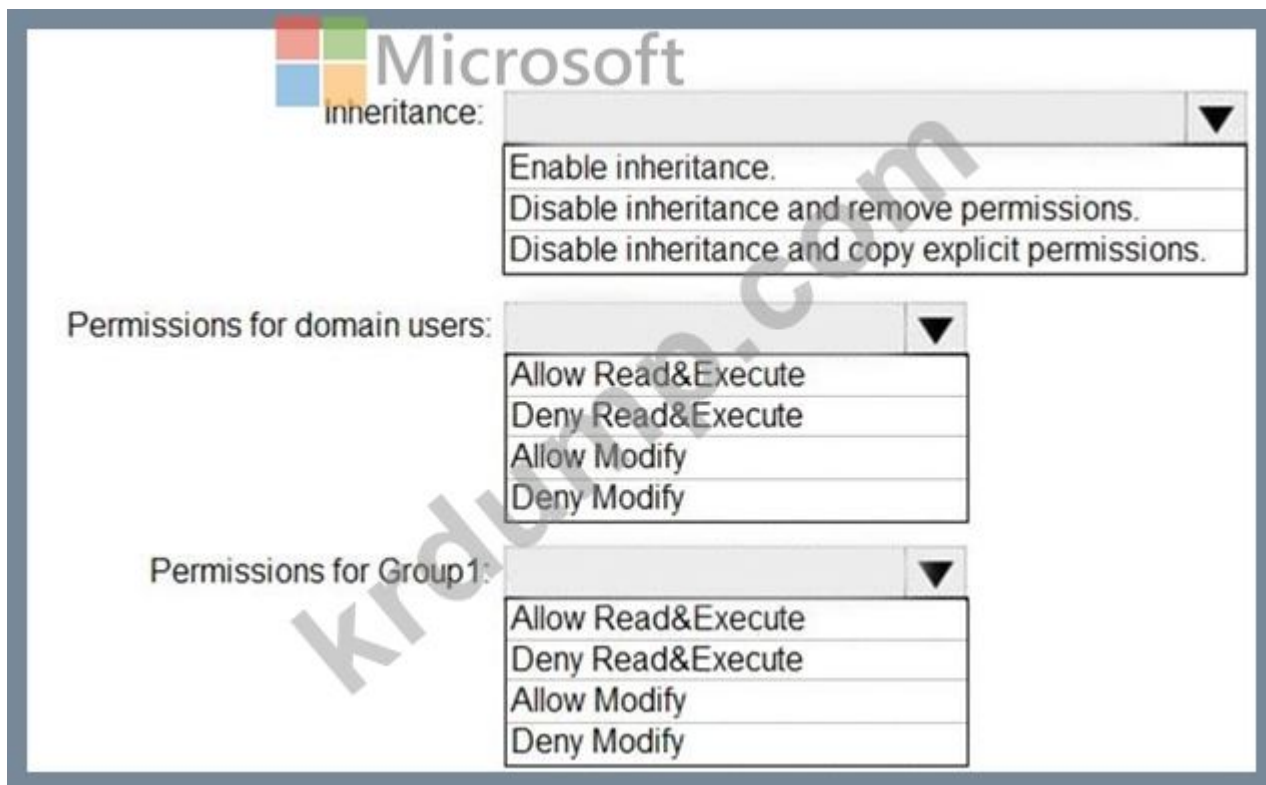 Microsoft
Inheritance:
Enable inheritance.
Disable inheritance and remove permissions.
Disable inheritance and copy explicit permissions.
Permissions for domain users:
Allow Read&Execute
Deny Read&Execute
Allow Modify
Deny Modify
Permissions for Group1:
Allow Read&Execute
Deny Read&Execute
Allow Modify
Deny Modify
krdump.com